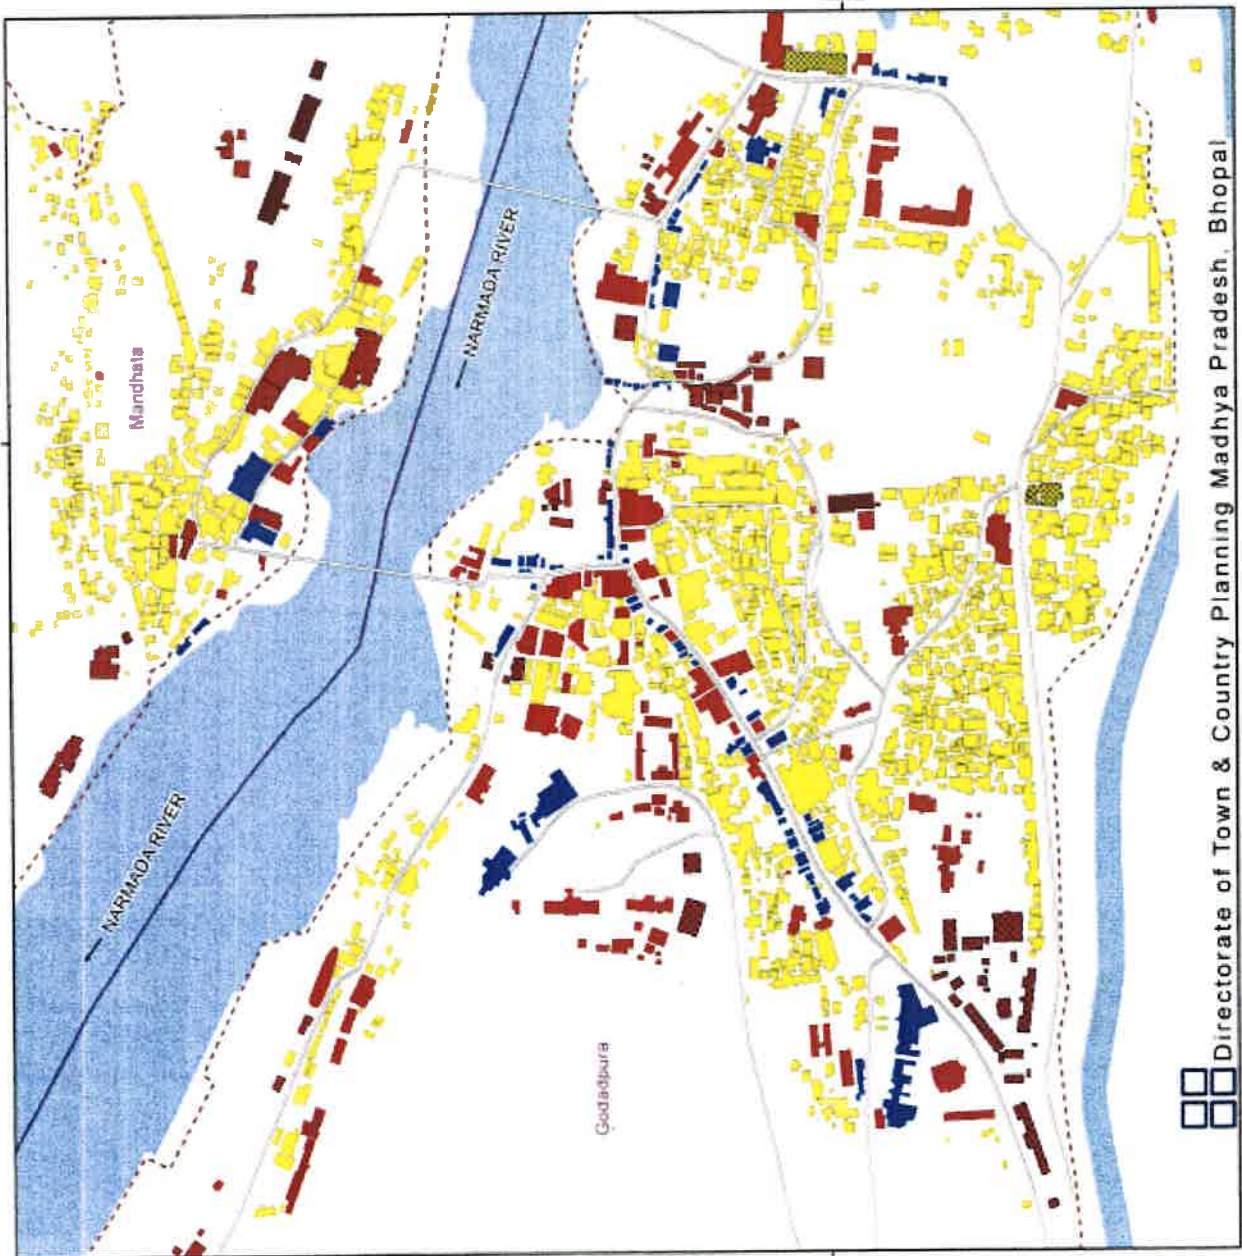 NARMADA RIVER
NARMADA RIVER
Mandhata
Godadpura
Directorate of Town & Country Planning Madhya Pradesh, Bhopal